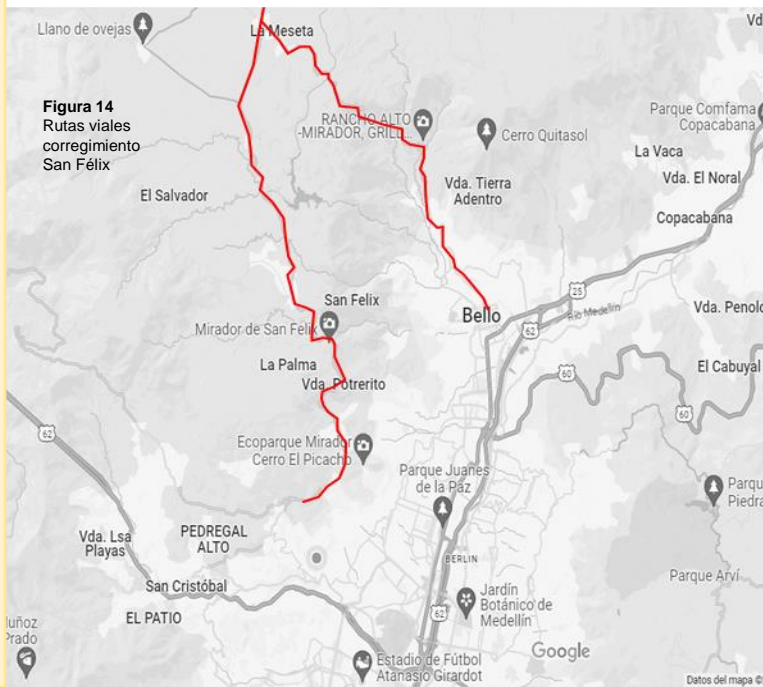 Llano de ovejas
La Meseta
Figura 14
Rutas viales
corregimiento
San Félix
RANCHO ALTO
-MIRADOR, GRILL...
Cerro Quitasol
Parque Comfama
Copacabana
La Vaca
Vda. El Noral
Vda. Tierra
Adentro
El Salvador
Copacabana
25
San Felix
Bello
Río Medellín
Vda. Penol
Mirador de San Felix
62
La Palma
Vda. Potrerito
60
El Cabuyal
62
60
Ecoparque Mirador
Cerro El Picacho
Parque Juanes
de la Paz
Parqu
Piedra
Vda. Lsa
Playas
PEDREGAL
ALTO
BERLIN
Parque Arví
San Cristóbal
EL PATIO
62
Jardín
Botánico de
Medellín
Muñoz
Prado
Google
Estadio de Fútbol
Atanasio Girardot
Datos del mapa ©